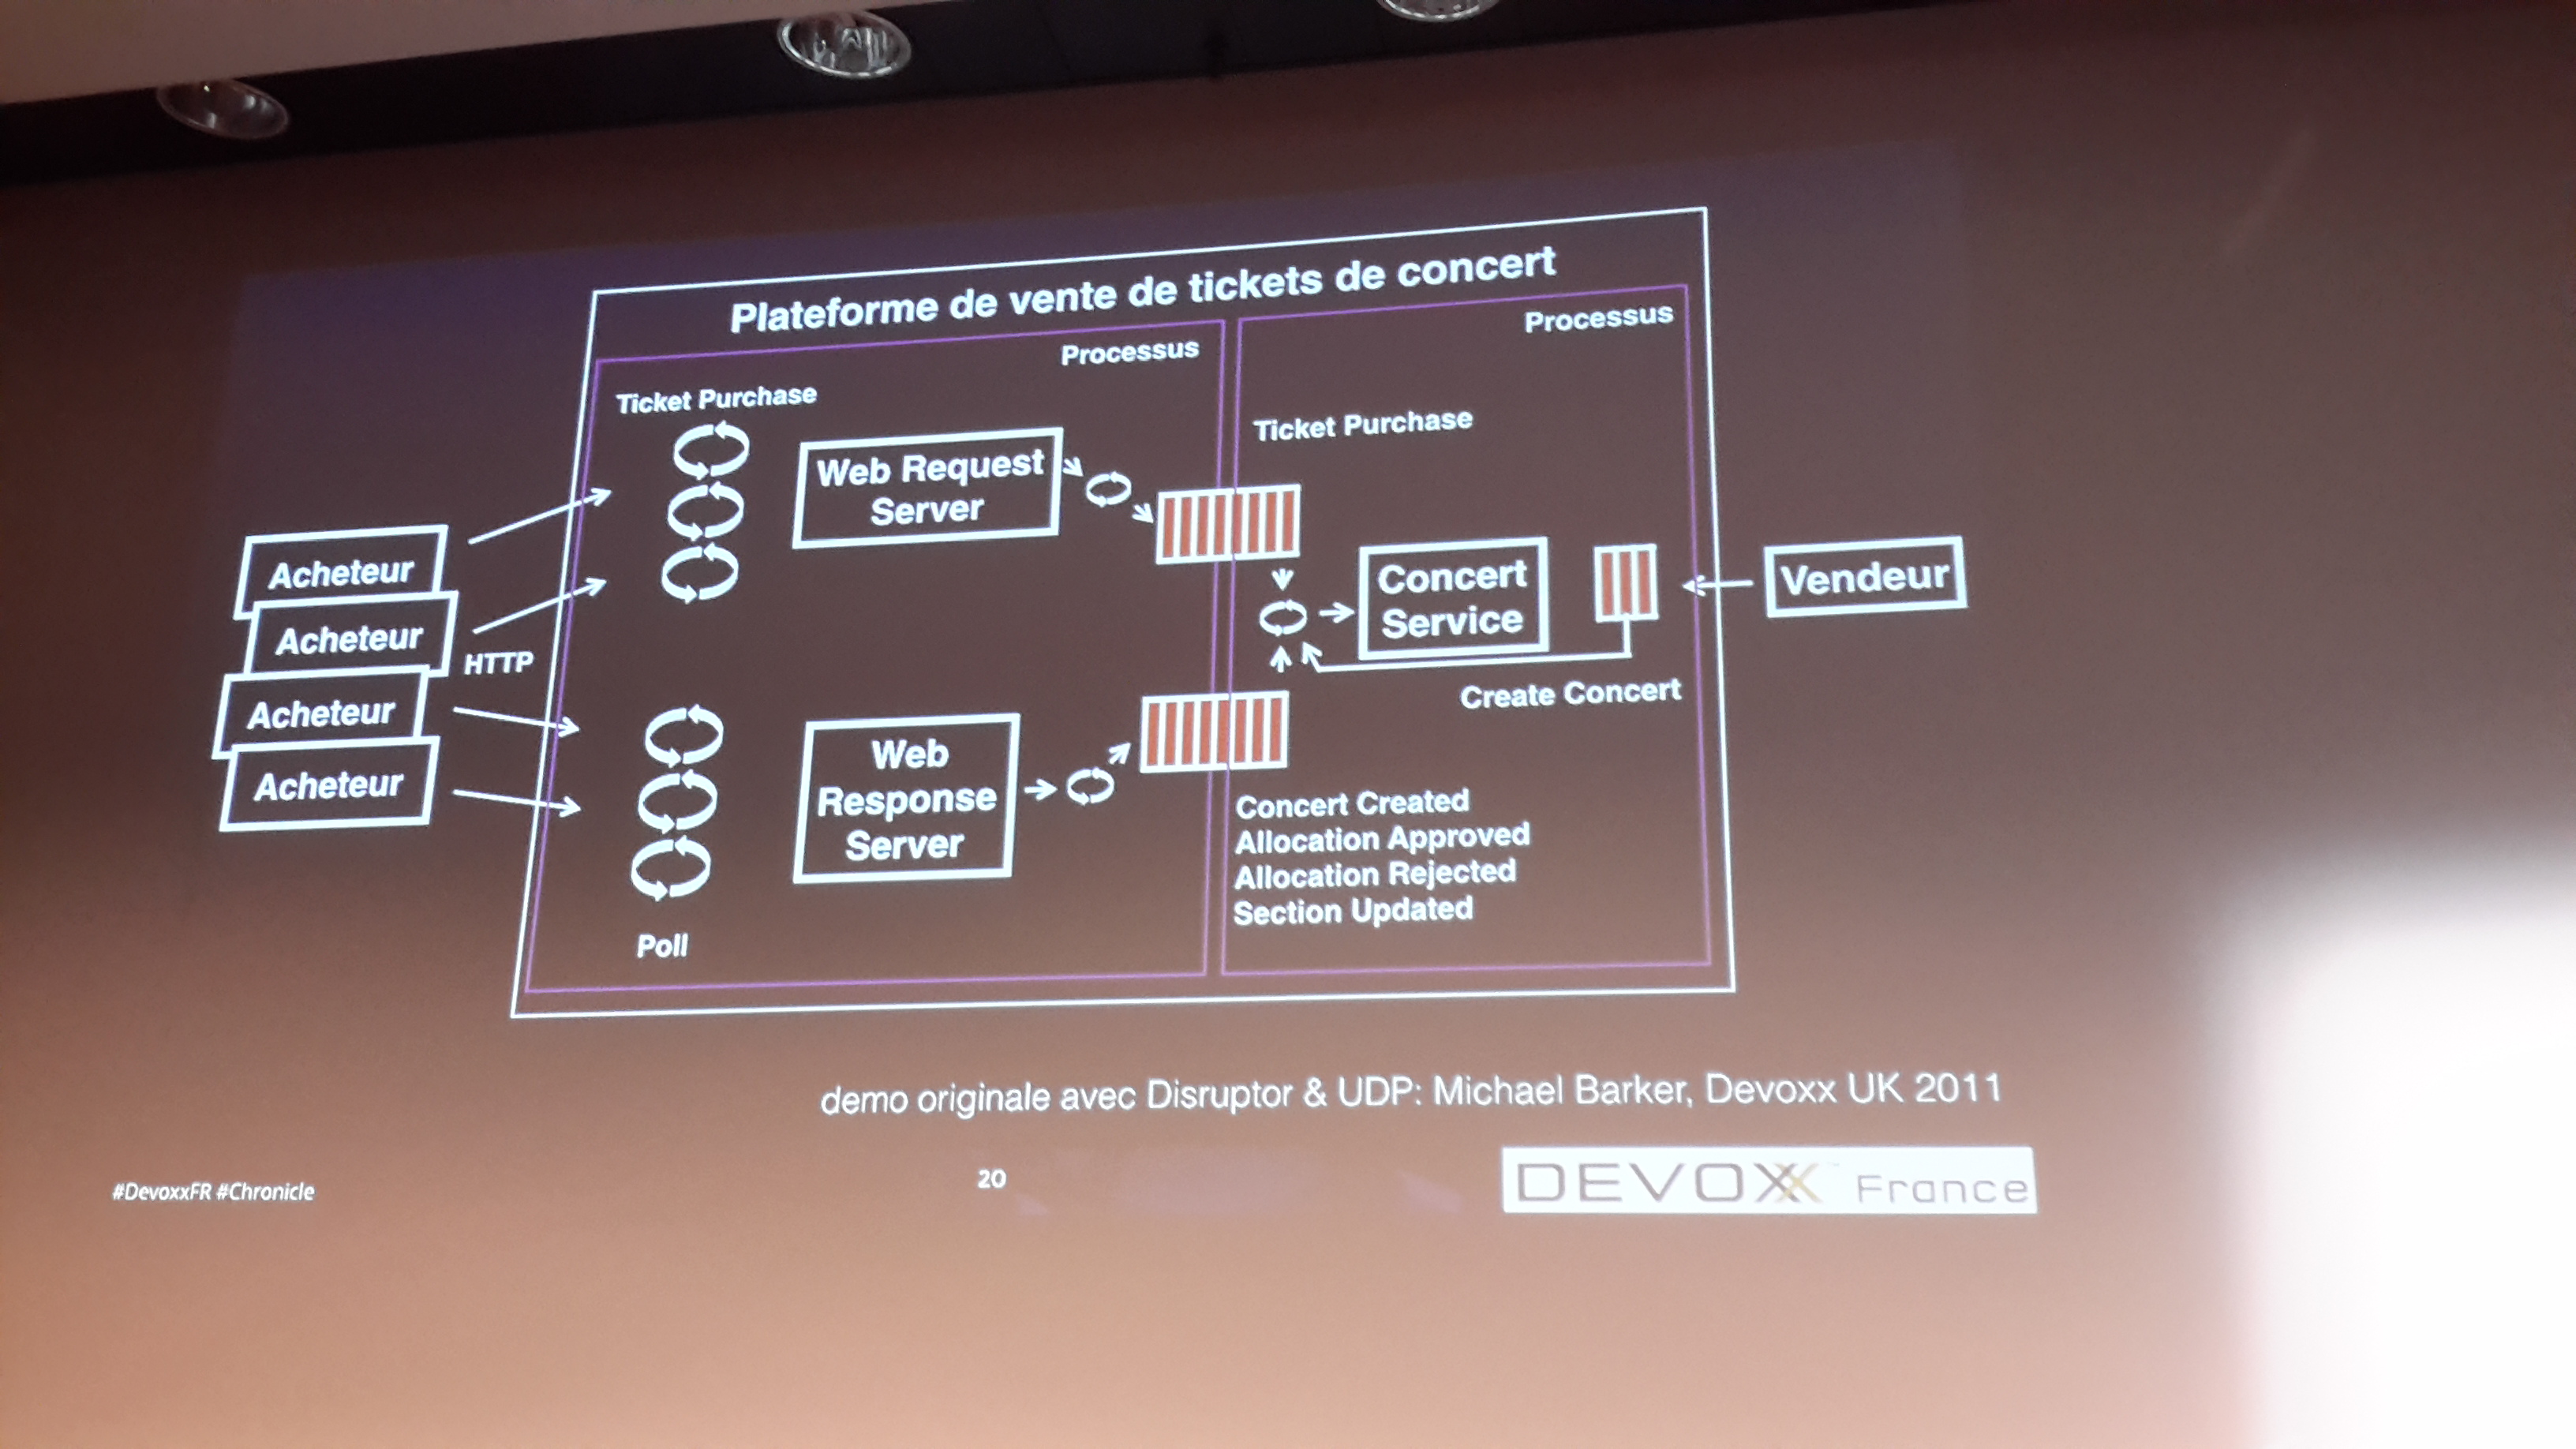 Plateforme de vente de tickets de concert
Processus
Processus
Ticket Purchase
Ticket Purchase
Web Request
Server
Acheteur
Acheteur
HTTP
Acheteur
Acheteur
Concert
Service
Vendeur
Create Concert
Web
Response
Server
Poll
Concert Created
Allocation Approved
Allocation Rejected
Section Updated
demo originale avec Disruptor & UDP: Michael Barker, Devoxx UK 2011
#DevoxxFR #Chronicle
20
DEVOXX™ France